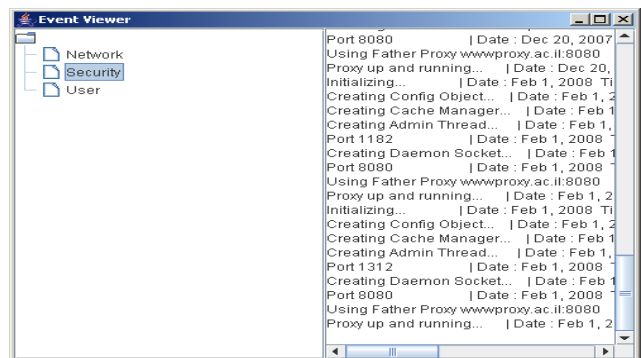 Event Viewer
Network
Security
User
Port 8080 | Date : Dec 20, 2007
Using Father Proxy wwwproxy.ac.il:8080
Proxy up and running... | Date : Dec 20,
Initializing... | Date : Feb 1, 2008 Ti
Creating Config Object... | Date : Feb 1, 2
Creating Cache Manager... | Date : Feb 1
Creating Admin Thread... | Date : Feb 1,
Port 1182 | Date : Feb 1, 2008
Creating Daemon Socket... | Date : Feb 1
Port 8080 | Date : Feb 1, 2008
Using Father Proxy wwwproxy.ac.il:8080
Proxy up and running... | Date : Feb 1, 2
Initializing... | Date : Feb 1, 2008 Ti
Creating Config Object... | Date : Feb 1, 2
Creating Cache Manager... | Date : Feb 1
Creating Admin Thread... | Date : Feb 1,
Port 1312 | Date : Feb 1, 2008
Creating Daemon Socket... | Date : Feb 1
Port 8080 | Date : Feb 1, 2008
Using Father Proxy wwwproxy.ac.il:8080
Proxy up and running... | Date : Feb 1, 2